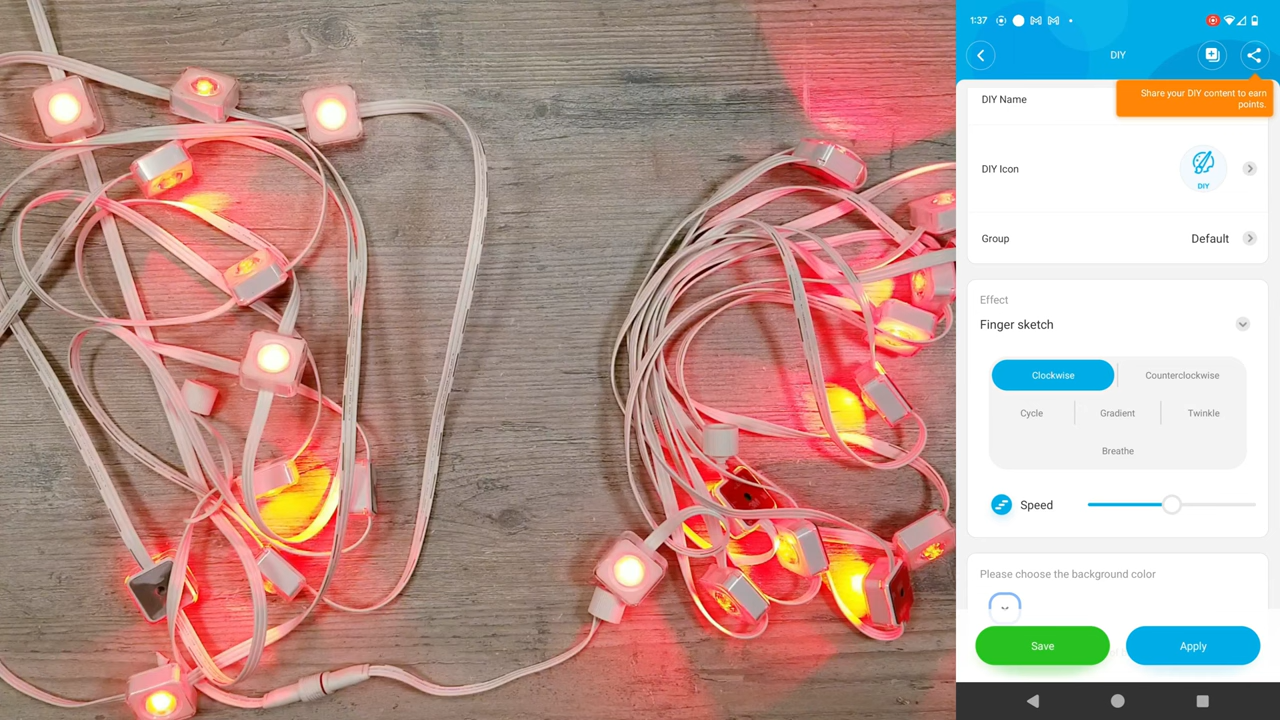 1:37
DIY
Share your DIY content to earn
points.
DIY Name
DIY Icon
DIY
Group
Default
Effect
Finger sketch
Clockwise
Counterclockwise
Cycle
Gradient
Twinkle
Breathe
Speed
Please choose the background color
Save
Apply